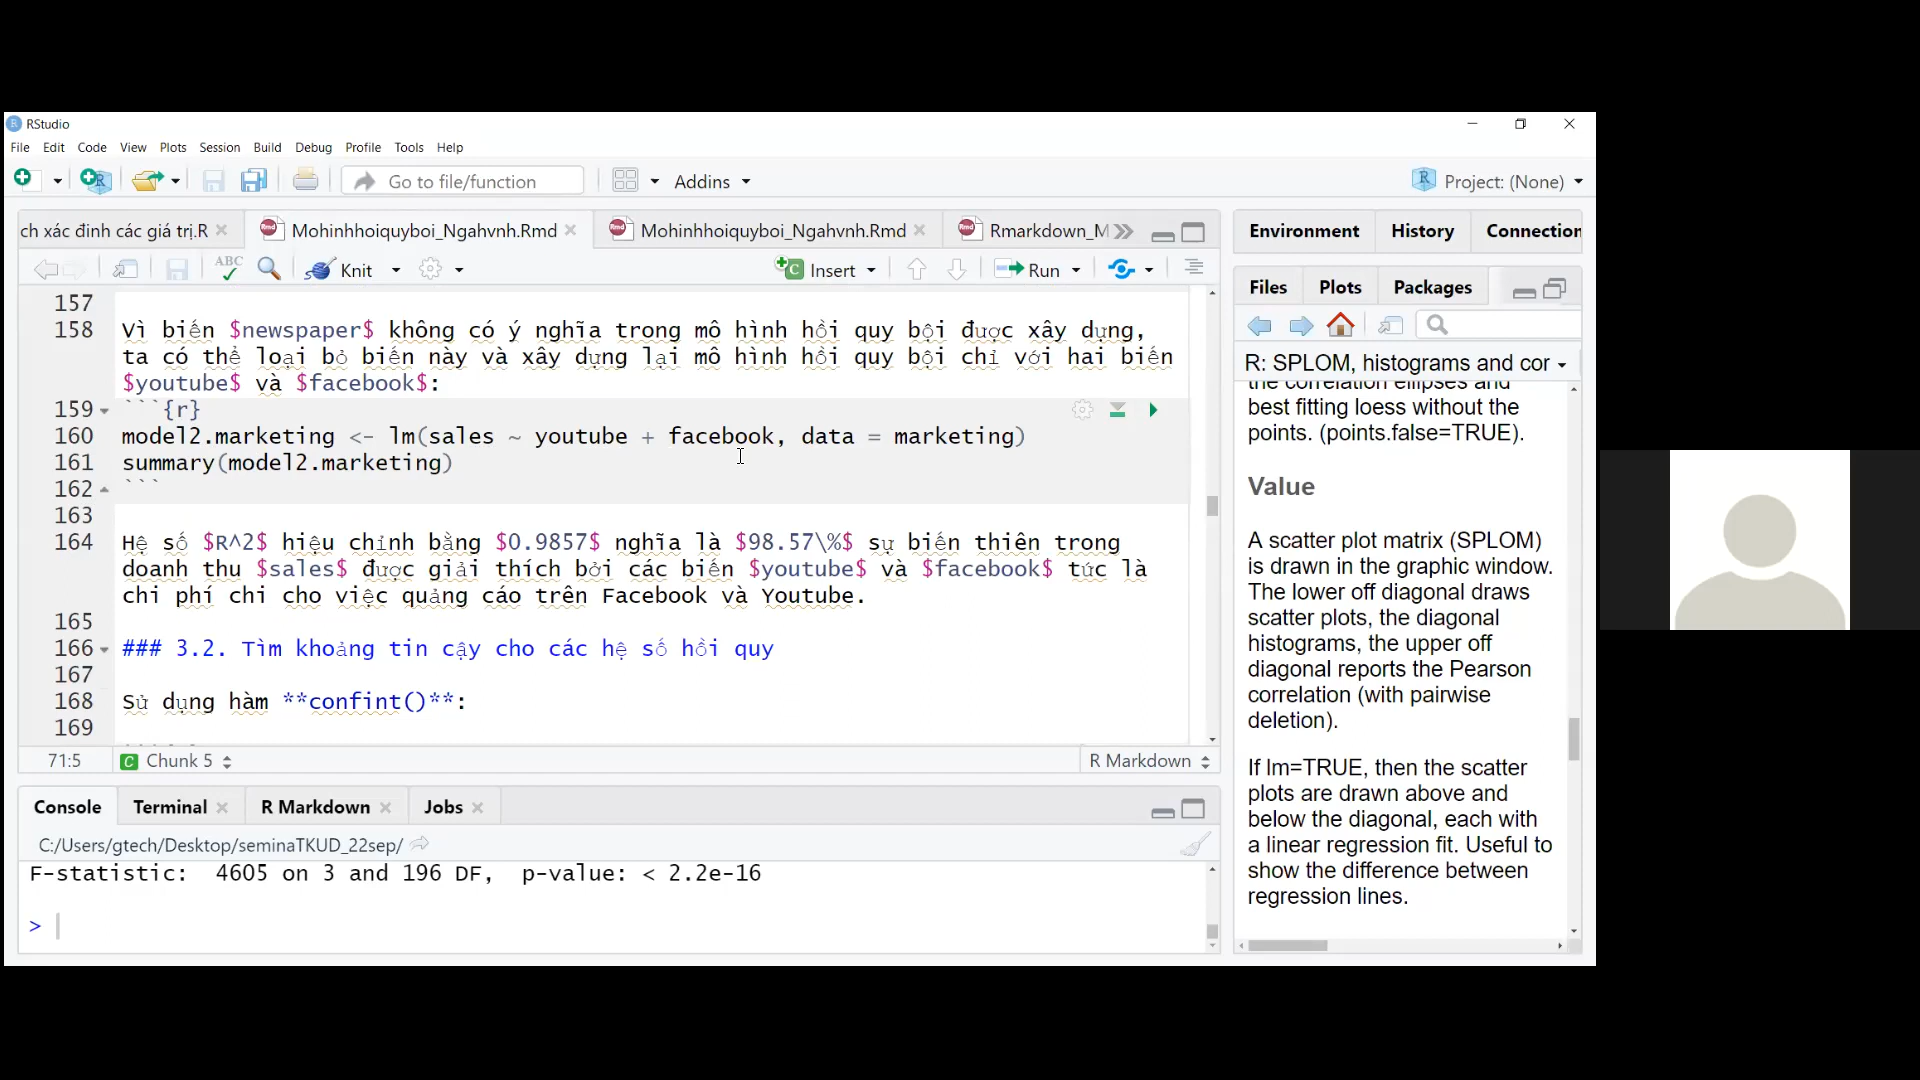 RStudio
File Edit Code View Plots Session Build Debug Profile Tools Help
Go to file/function Addins Project: (None)
ch xác đinh các giá trị.R Mohinhhoiquyboi_Ngahvnh.Rmd Mohinhhoiquyboi_Ngahvnh.Rmd Rmarkdown_M
ABC Knit Insert Run
157
158 Vì biến $newspaper$ không có ý nghĩa trong mô hình hồi quy bội được xây dựng,
ta có thể loại bỏ biến này và xây dựng lại mô hình hồi quy bội chỉ với hai biến
$youtube$ và $facebook$:
159 ```{r}
160 model2.marketing <- lm(sales ~ youtube + facebook, data = marketing)
161 summary(model2.marketing)
162 ```
163
164 Hệ số $R^2$ hiệu chỉnh bằng $0.9857$ nghĩa là $98.57\%$ sự biến thiên trong
doanh thu $sales$ được giải thích bởi các biến $youtube$ và $facebook$ tức là
chi phí chi cho việc quảng cáo trên Facebook và Youtube.
165
166 ### 3.2. Tìm khoảng tin cậy cho các hệ số hồi quy
167
168 Sử dụng hàm **confint()**:
169
71:5 Chunk 5 R Markdown
Console Terminal R Markdown Jobs
C:/Users/gtech/Desktop/seminaTKUD_22sep/
F-statistic: 4605 on 3 and 196 DF, p-value: < 2.2e-16
>
Environment History Connection
Files Plots Packages
R: SPLOM, histograms and cor
the correlation ellipses and
best fitting loess without the
points. (points.false=TRUE).
Value
A scatter plot matrix (SPLOM)
is drawn in the graphic window.
The lower off diagonal draws
scatter plots, the diagonal
histograms, the upper off
diagonal reports the Pearson
correlation (with pairwise
deletion).
If lm=TRUE, then the scatter
plots are drawn above and
below the diagonal, each with
a linear regression fit. Useful to
show the difference between
regression lines.